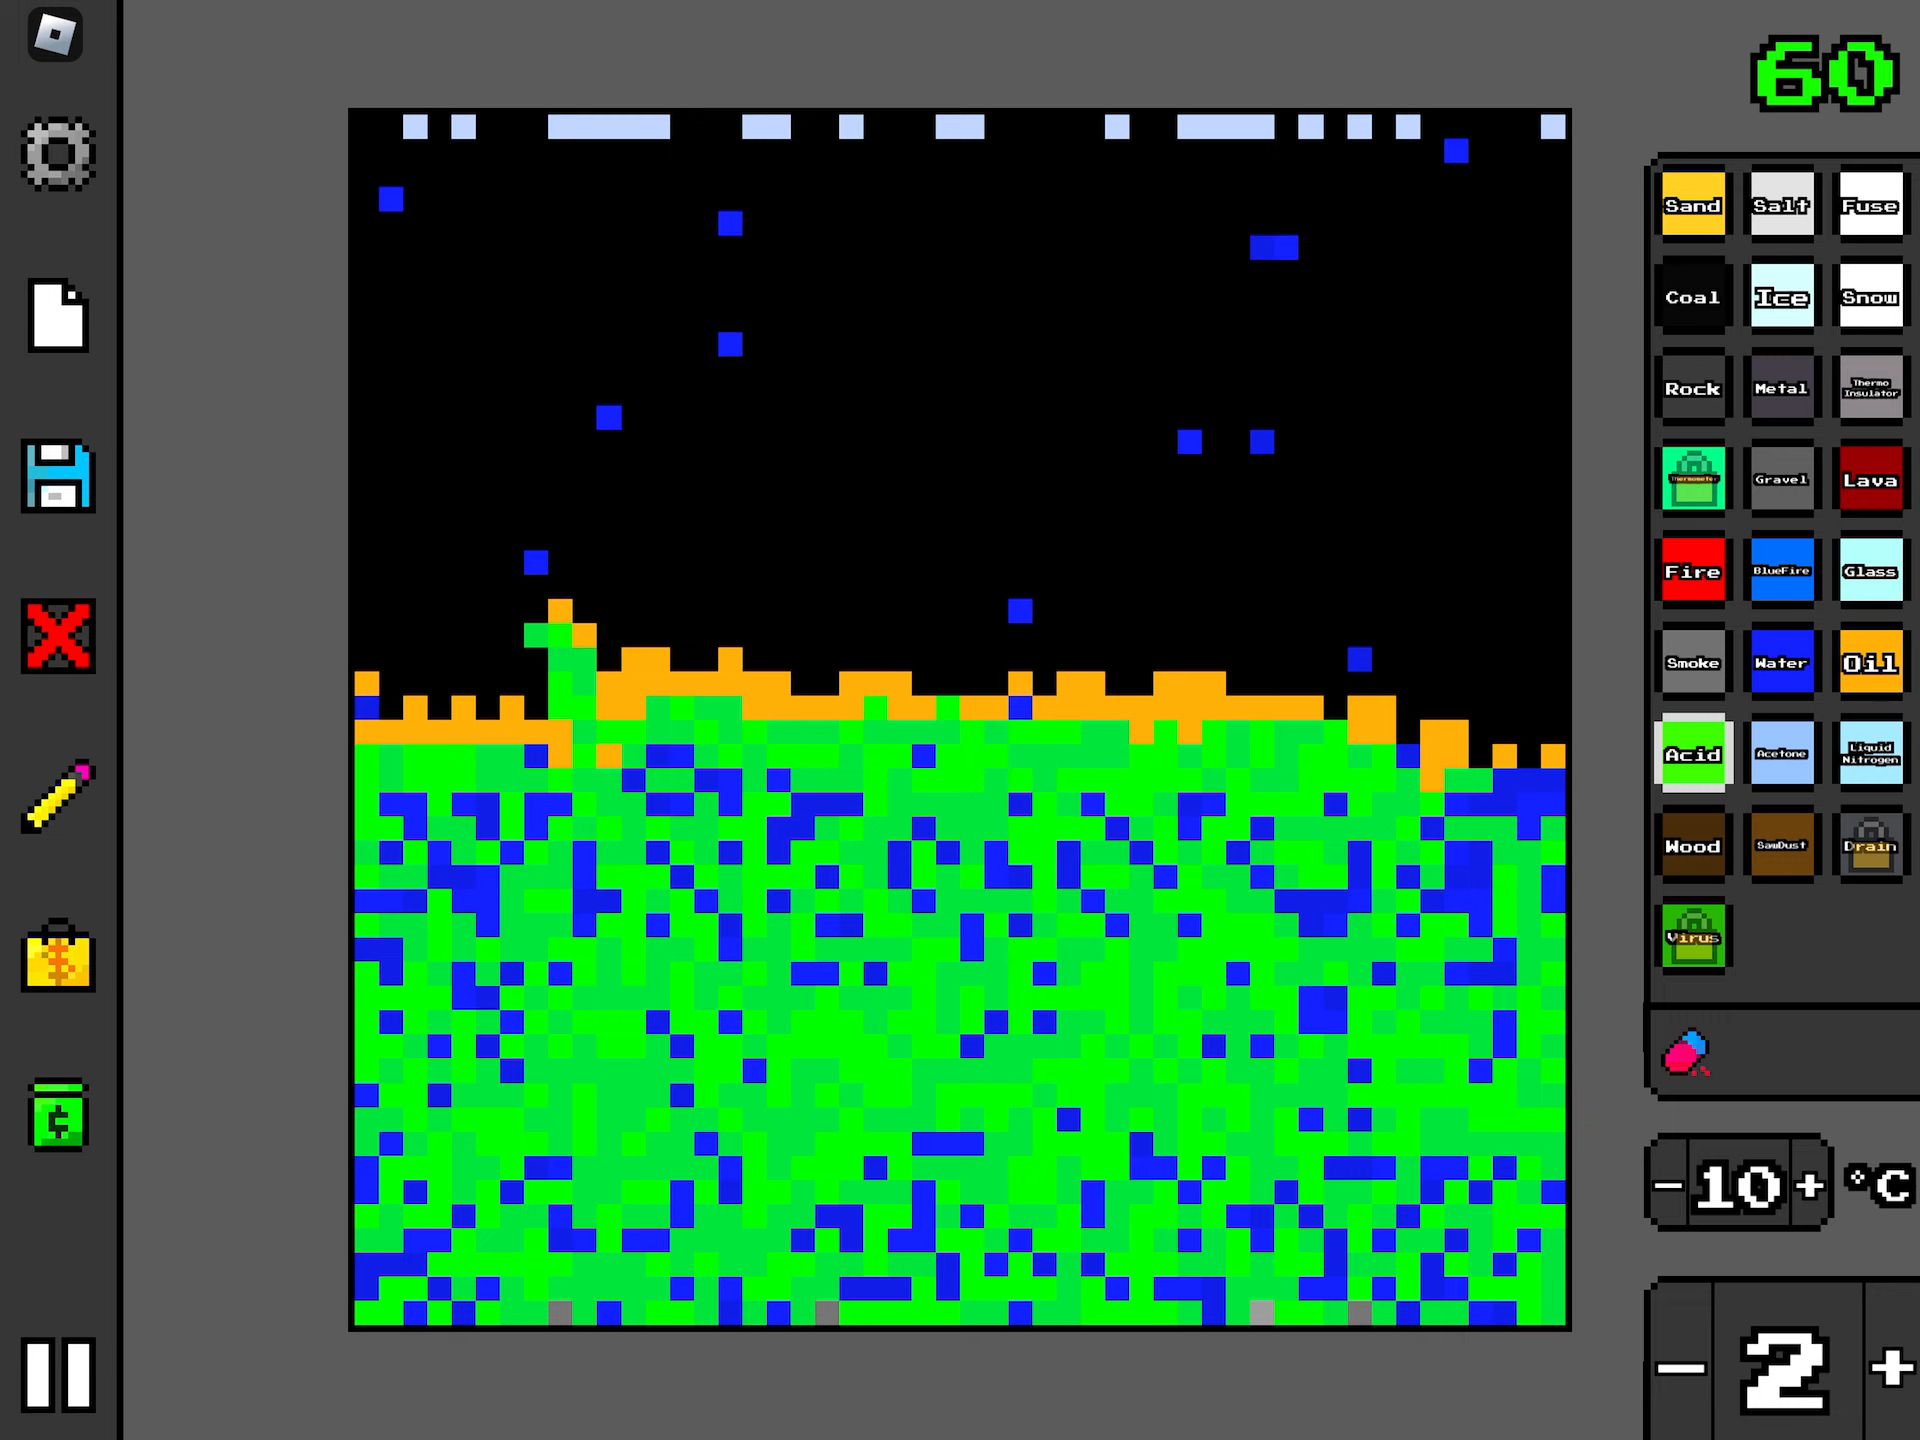 60
Sand Salt Fuse
Coal Ice Snow
Rock Metal Thermo Insulator
Thermometer Gravel Lava
Fire BlueFire Glass
Smoke Water Oil
Acid Acetone Liquid Nitrogen
Wood SawDust Drain
Virus
- 10 + °C
- 2 +